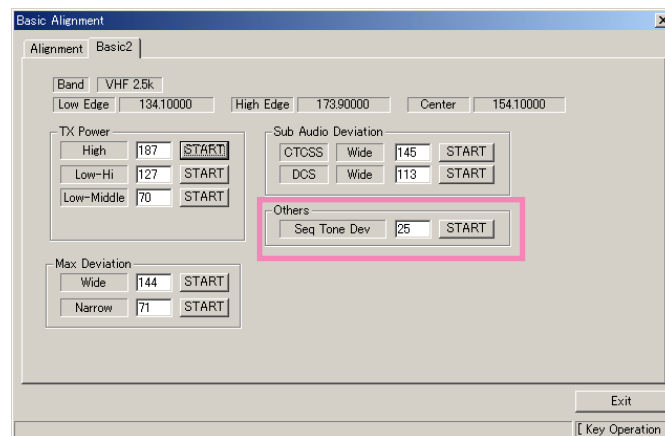 Basic Alignment
Alignment Basic2
Band VHF 2.5k
Low Edge 134.10000 High Edge 173.90000 Center 154.10000
TX Power
High 187 START
Low-Hi 127 START
Low-Middle 70 START
Sub Audio Deviation
CTCSS Wide 145 START
DCS Wide 113 START
Others
Seq Tone Dev 25 START
Max Deviation
Wide 144 START
Narrow 71 START
Exit
[ Key Operation